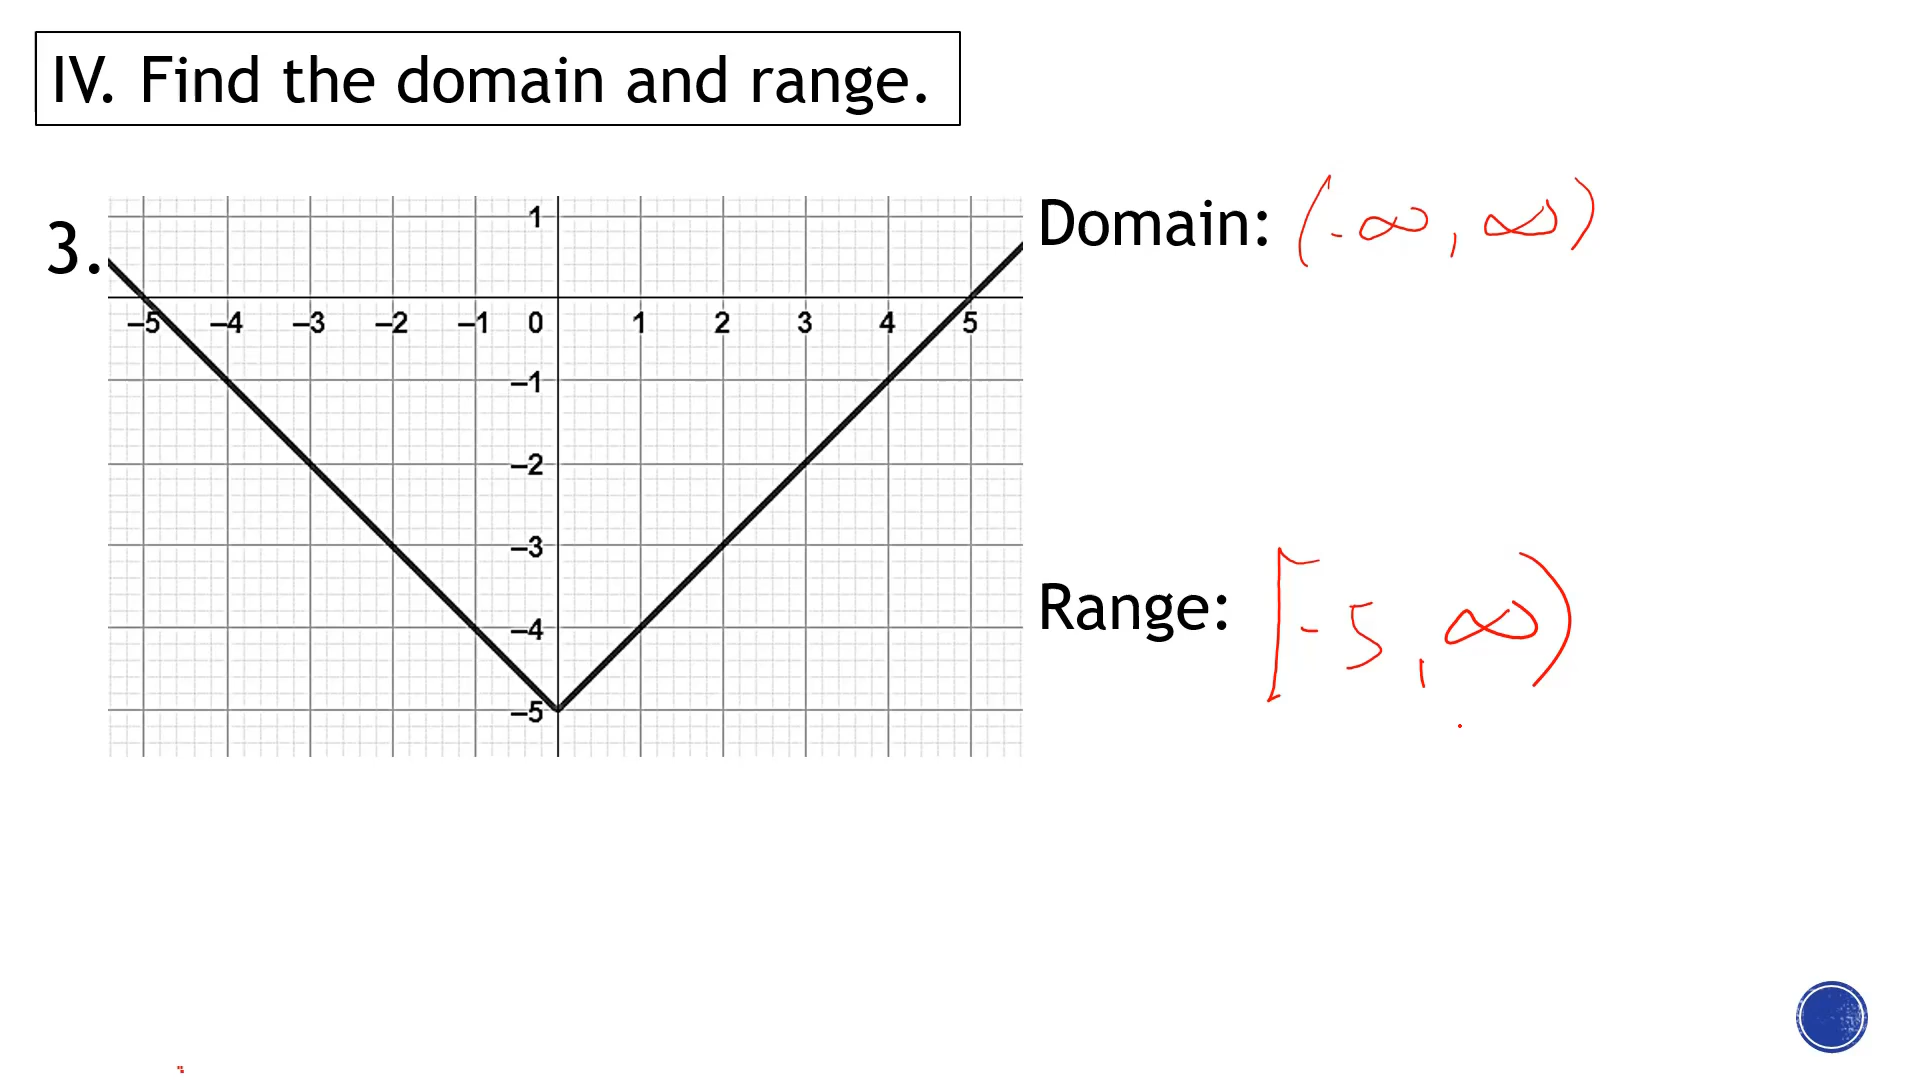 IV. Find the domain and range.
3.
Domain: (-∞, ∞)
Range: [-5, ∞)
1
–5 –4 –3 –2 –1 0 1 2 3 4 5
–1
–2
–3
–4
–5